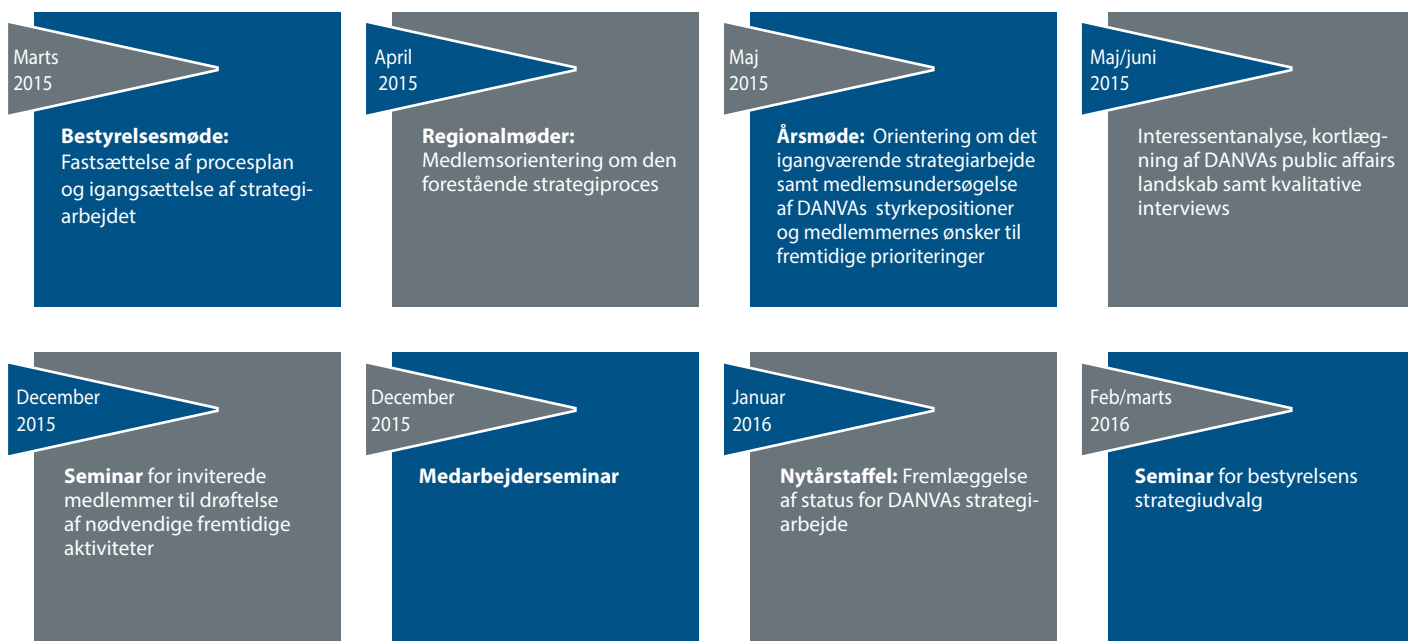 Marts
2015
Bestyrelsesmøde:
Fastsættelse af procesplan
og igangsættelse af strategi-
arbejdet
April
2015
Regionalmøder:
Medlemsorientering om den
forestående strategiproces
Maj
2015
Årsmøde: Orientering om det
igangværende strategiarbejde
samt medlemsundersøgelse
af DANVAs styrkepositioner
og medlemmernes ønsker til
fremtidige prioriteringer
Maj/juni
2015
Interessentanalyse, kortlæg-
ning af DANVAs public affairs
landskab samt kvalitative
interviews
December
2015
Seminar for inviterede
medlemmer til drøftelse
af nødvendige fremtidige
aktiviteter
December
2015
Medarbejderseminar
Januar
2016
Nytårstaffel: Fremlæggelse
af status for DANVAs strategi-
arbejde
Feb/marts
2016
Seminar for bestyrelsens
strategiudvalg